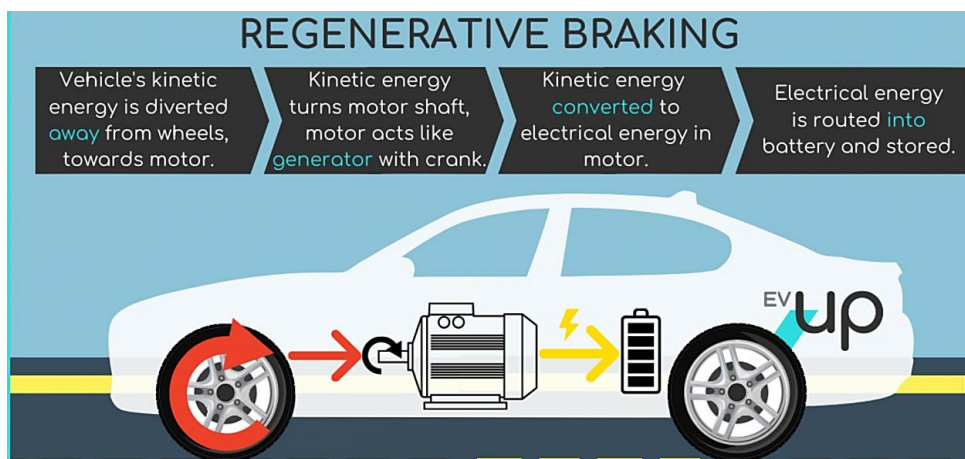 REGENERATIVE BRAKING
Vehicle's kinetic
energy is diverted
away from wheels,
towards motor.
Kinetic energy
turns motor shaft,
motor acts like
generator with crank.
Kinetic energy
converted to
electrical energy in
motor.
Electrical energy
is routed into
battery and stored.
EV up